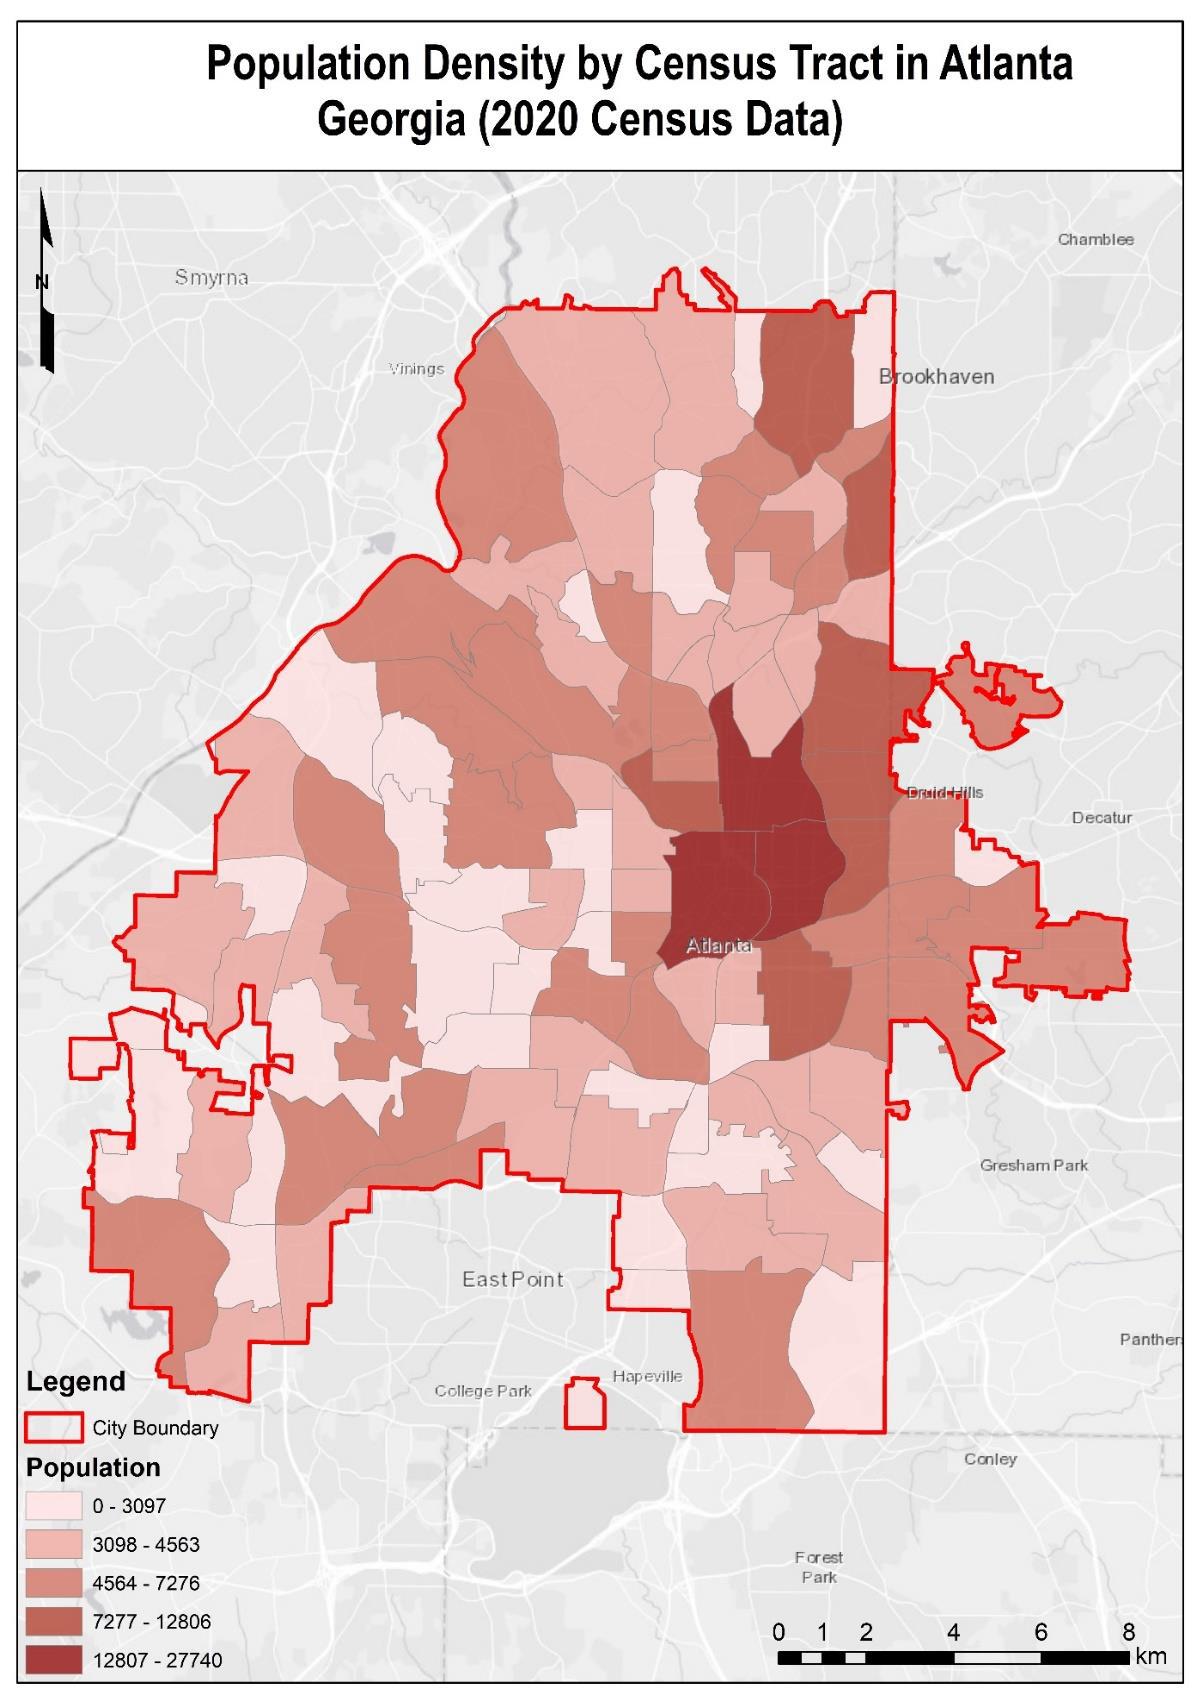 Population Density by Census Tract in Atlanta
Georgia (2020 Census Data)
N
Chamblee
Smyrna
Vinings
Brookhaven
Druid Hills
Decatur
Atlanta
Gresham Park
East Point
Panther
Hapeville
College Park
Conley
Forest
Park
Legend
City Boundary
Population
0 - 3097
3098 - 4563
4564 - 7276
7277 - 12806
12807 - 27740
0 1 2 4 6 8
km